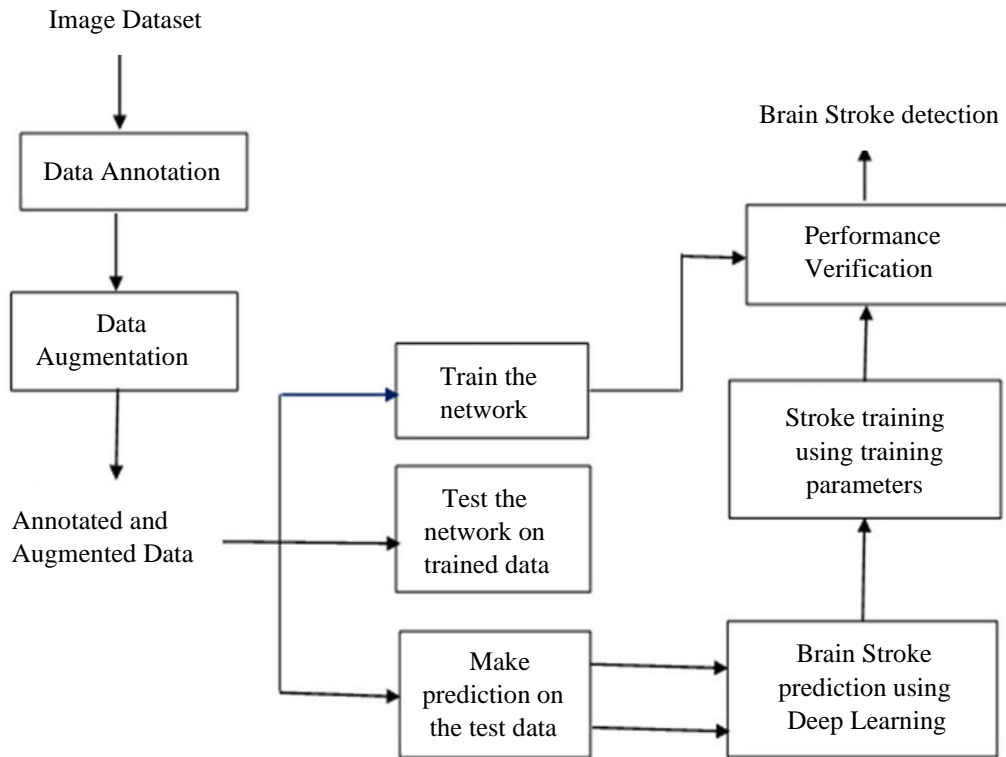 Image Dataset
Data Annotation
Data
Augmentation
Annotated and
Augmented Data
Train the
network
Test the
network on
trained data
Make
prediction on
the test data
Brain Stroke
prediction using
Deep Learning
Stroke training
using training
parameters
Performance
Verification
Brain Stroke detection